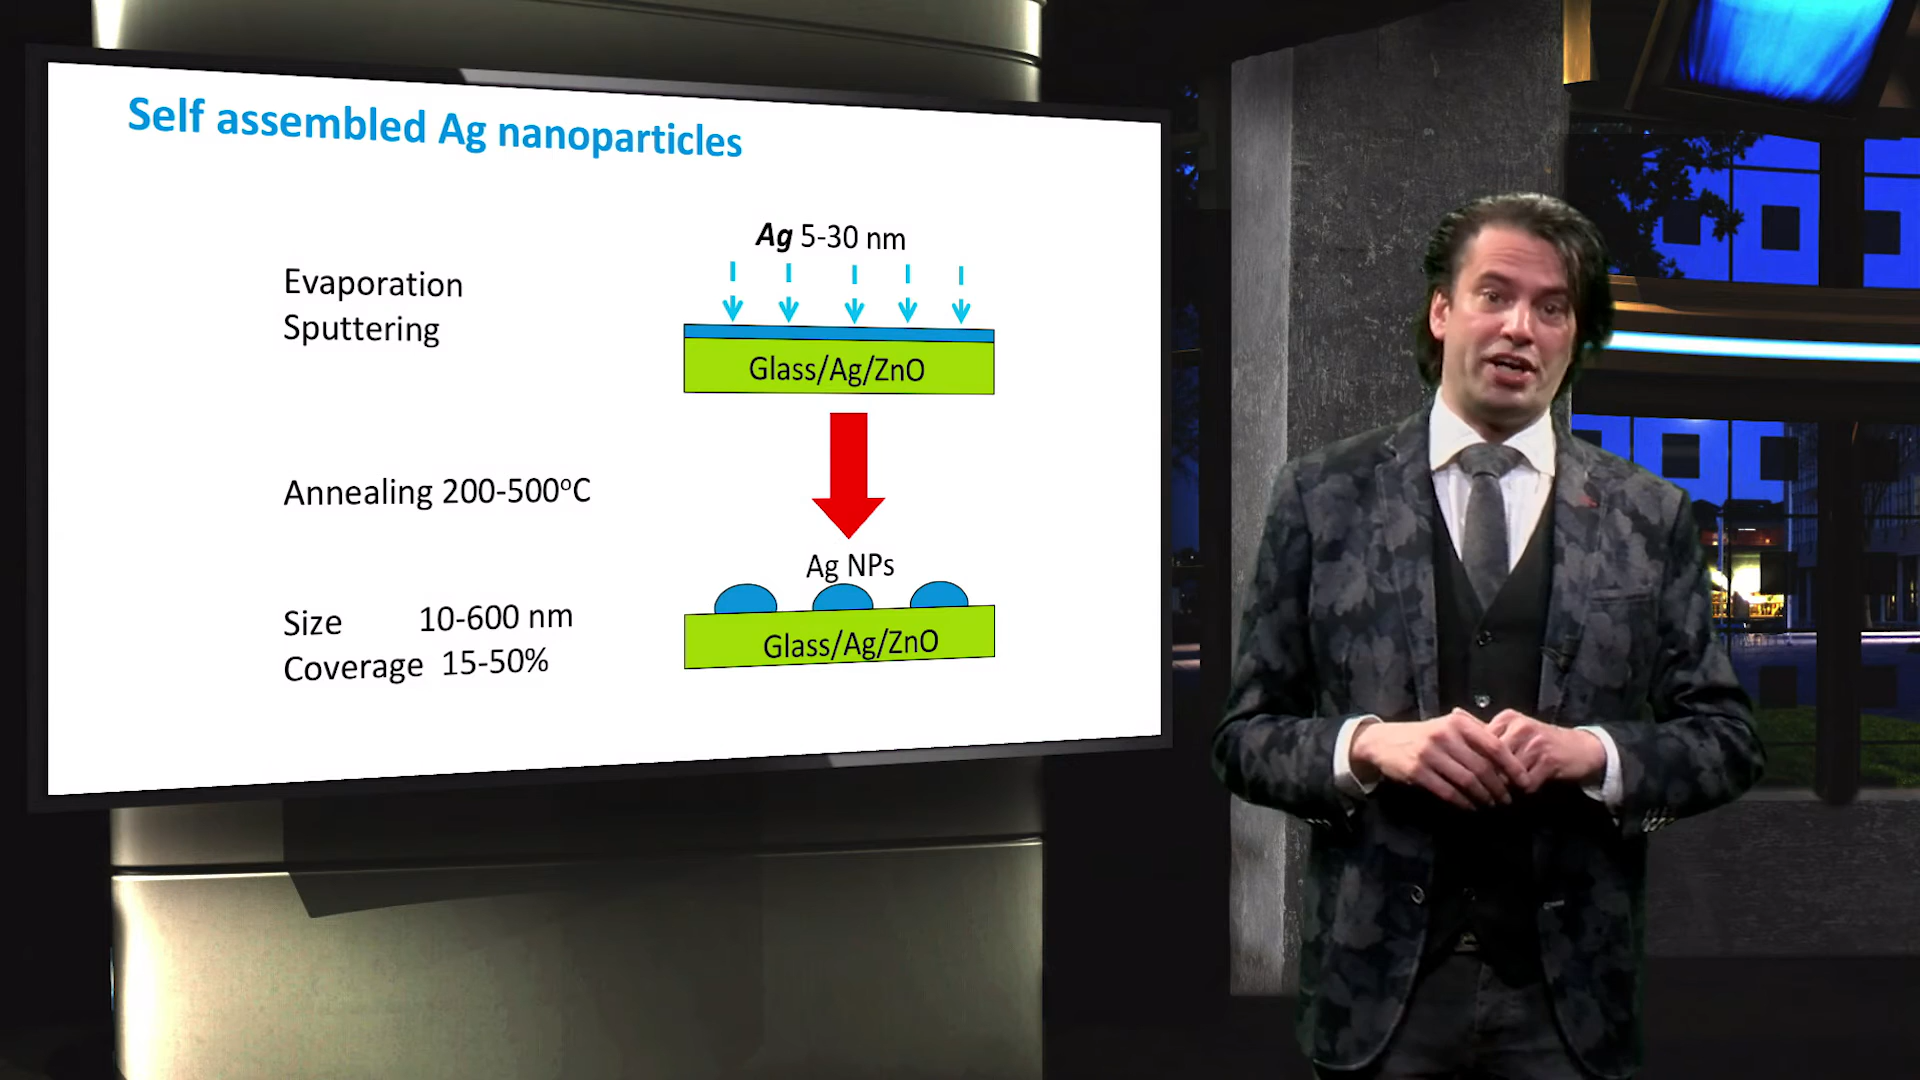 Self assembled Ag nanoparticles
Ag 5-30 nm
Evaporation
Sputtering
Glass/Ag/ZnO
Annealing 200-500°C
Ag NPs
Size 10-600 nm
Coverage 15-50%
Glass/Ag/ZnO